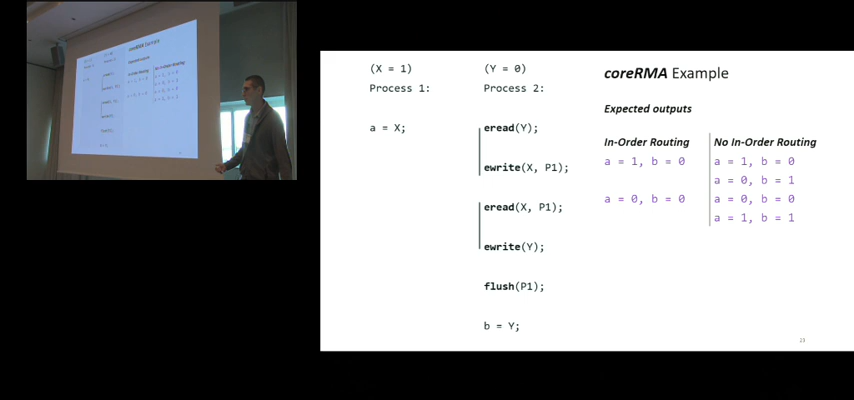 (X = 1)
Process 1:
a = X;
(Y = 0)
Process 2:
eread(Y);
ewrite(X, P1);
eread(X, P1);
ewrite(Y);
flush(P1);
b = Y;
coreRMA Example
Expected outputs
In-Order Routing
a = 1, b = 0
a = 0, b = 0
No In-Order Routing
a = 1, b = 0
a = 0, b = 1
a = 0, b = 0
a = 1, b = 1
23